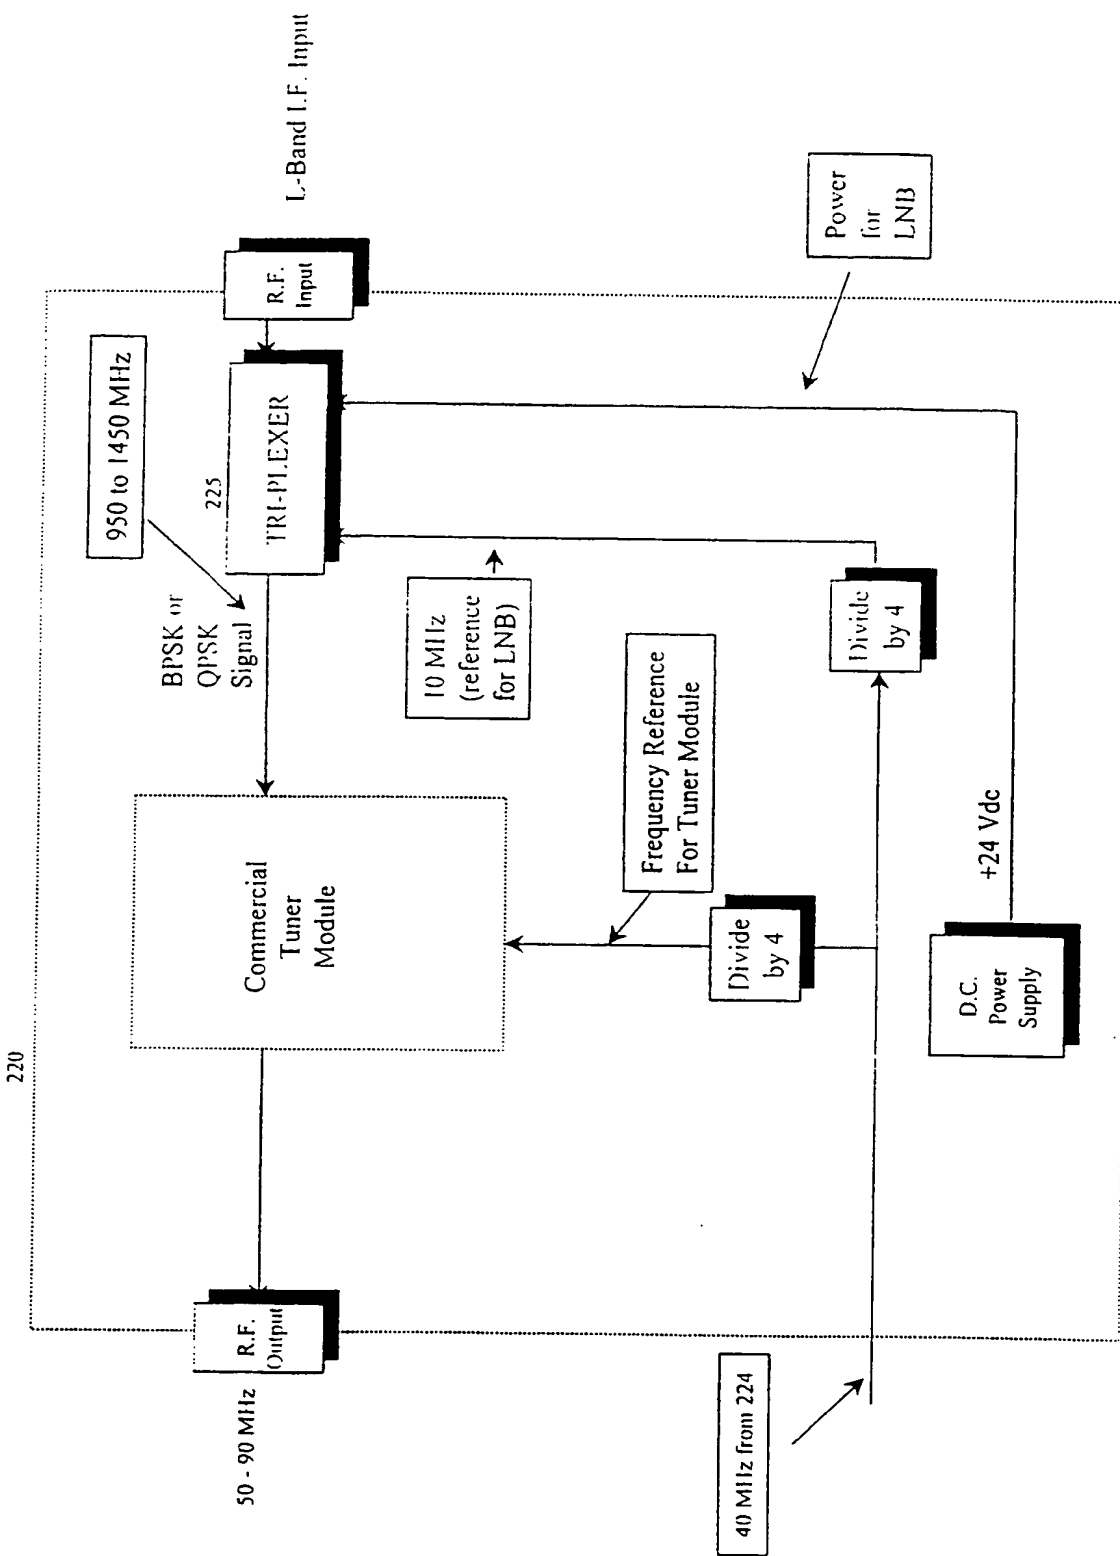 220
950 to 1450 MHz
BPSK or
QPSK
Signal
225
TRI-PLEXER
R.F.
Input
L-Band I.F. Input
50 - 90 MHz
R.F.
Output
Commercial
Tuner
Module
10 MHz
(reference
for LNB)
Frequency Reference
For Tuner Module
Divide
by 4
Divide
by 4
Power
for
LNB
40 MHz from 224
D.C.
Power
Supply
+24 Vdc